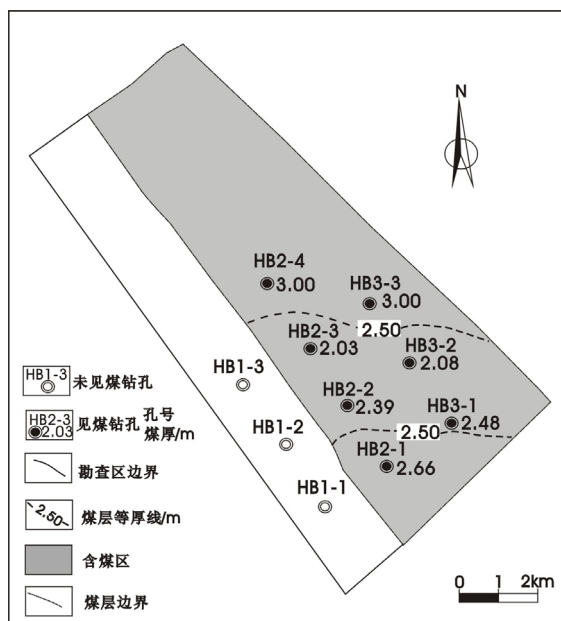 N
HB2-4
3.00
HB3-3
3.00
2.50
HB2-3
2.03
HB3-2
2.08
HB1-3
HB2-2
2.39
HB3-1
2.48
HB1-2
2.50
HB2-1
2.66
HB1-1
HB1-3 未见煤钻孔
HB2-3 见煤钻孔 孔号
2.03 煤厚/m
勘查区边界
2.50 煤层等厚线/m
含煤区
煤层边界
0 1 2km